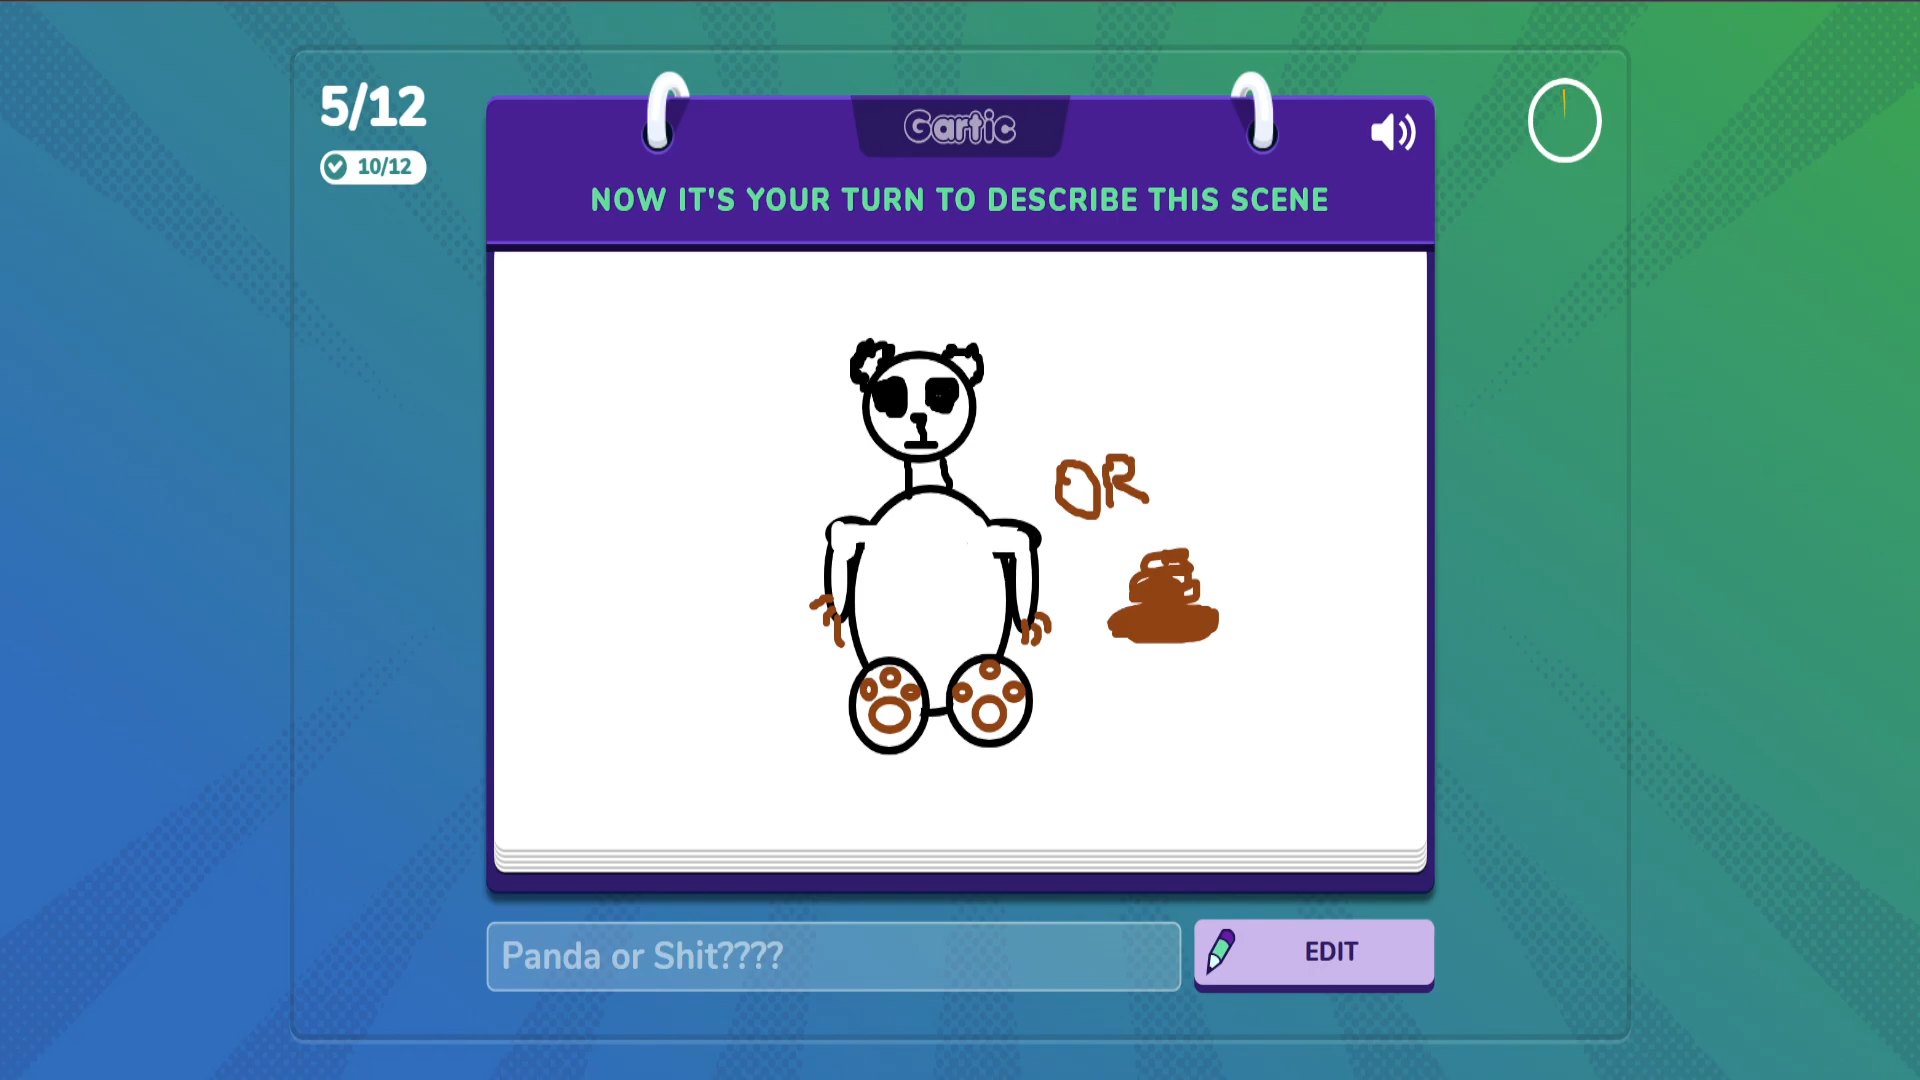 5/12
10/12
Gartic
NOW IT'S YOUR TURN TO DESCRIBE THIS SCENE
OR
Panda or Shit????
EDIT